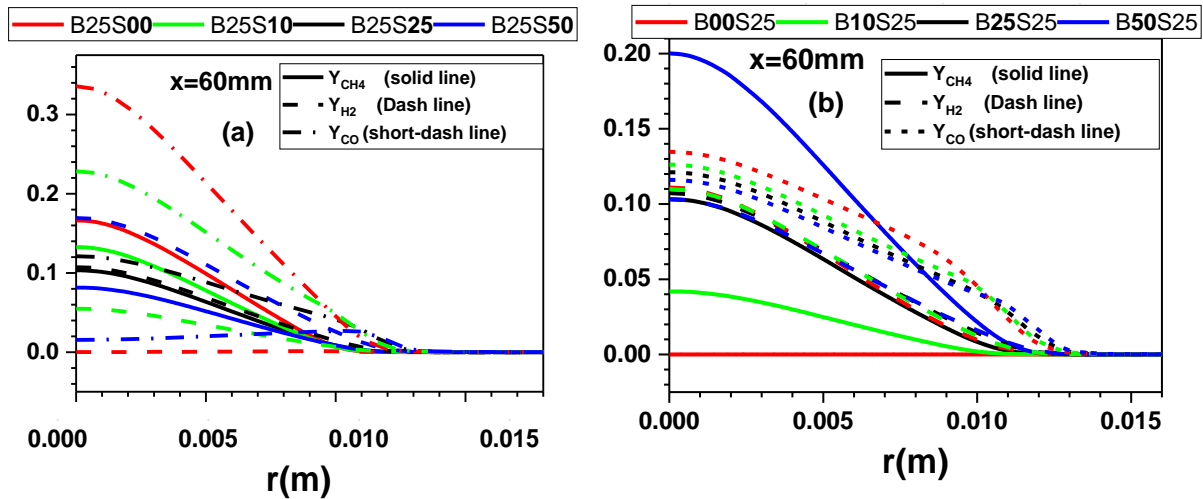 B25S00 B25S10 B25S25 B25S50
x=60mm
(a)
Y_CH4 (solid line)
Y_H2 (Dash line)
Y_CO (short-dash line)
0.3
0.2
0.1
0.0
0.000 0.005 0.010 0.015
r(m)
B00S25 B10S25 B25S25 B50S25
x=60mm
(b)
Y_CH4 (solid line)
Y_H2 (Dash line)
Y_CO (short-dash line)
0.20
0.15
0.10
0.05
0.00
0.000 0.005 0.010 0.015
r(m)